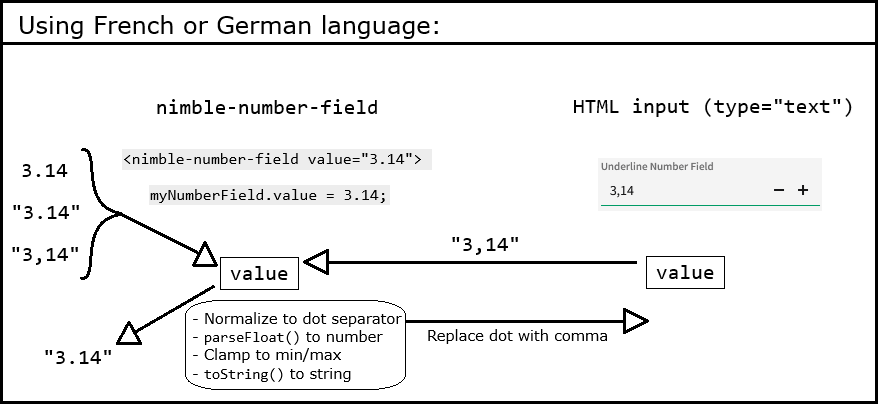 Using French or German language:
nimble-number-field
HTML input (type="text")
<nimble-number-field value="3.14">
myNumberField.value = 3.14;
3.14
"3.14"
"3,14"
Underline Number Field
3,14
"3,14"
value
value
- Normalize to dot separator
- parseFloat() to number
- Clamp to min/max
- toString() to string
Replace dot with comma
"3.14"